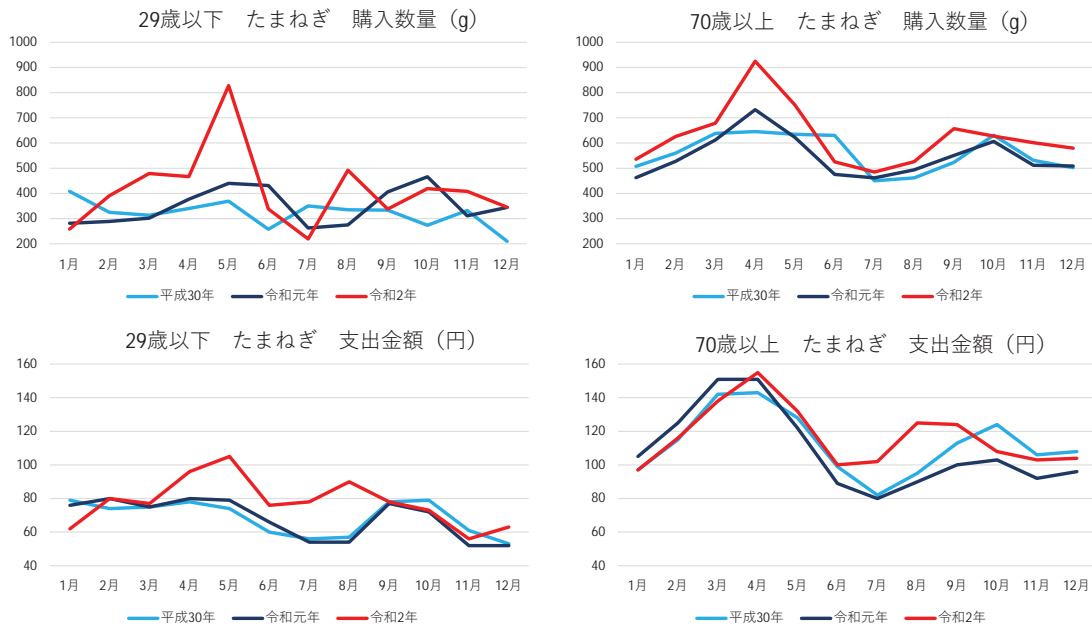 29歳以下　たまねぎ　購入数量（g）
1000
900
800
700
600
500
400
300
200
1月 2月 3月 4月 5月 6月 7月 8月 9月 10月 11月 12月
平成30年 令和元年 令和2年
70歳以上　たまねぎ　購入数量（g）
1000
900
800
700
600
500
400
300
200
1月 2月 3月 4月 5月 6月 7月 8月 9月 10月 11月 12月
平成30年 令和元年 令和2年
29歳以下　たまねぎ　支出金額（円）
160
140
120
100
80
60
40
1月 2月 3月 4月 5月 6月 7月 8月 9月 10月 11月 12月
平成30年 令和元年 令和2年
70歳以上　たまねぎ　支出金額（円）
160
140
120
100
80
60
40
1月 2月 3月 4月 5月 6月 7月 8月 9月 10月 11月 12月
平成30年 令和元年 令和2年